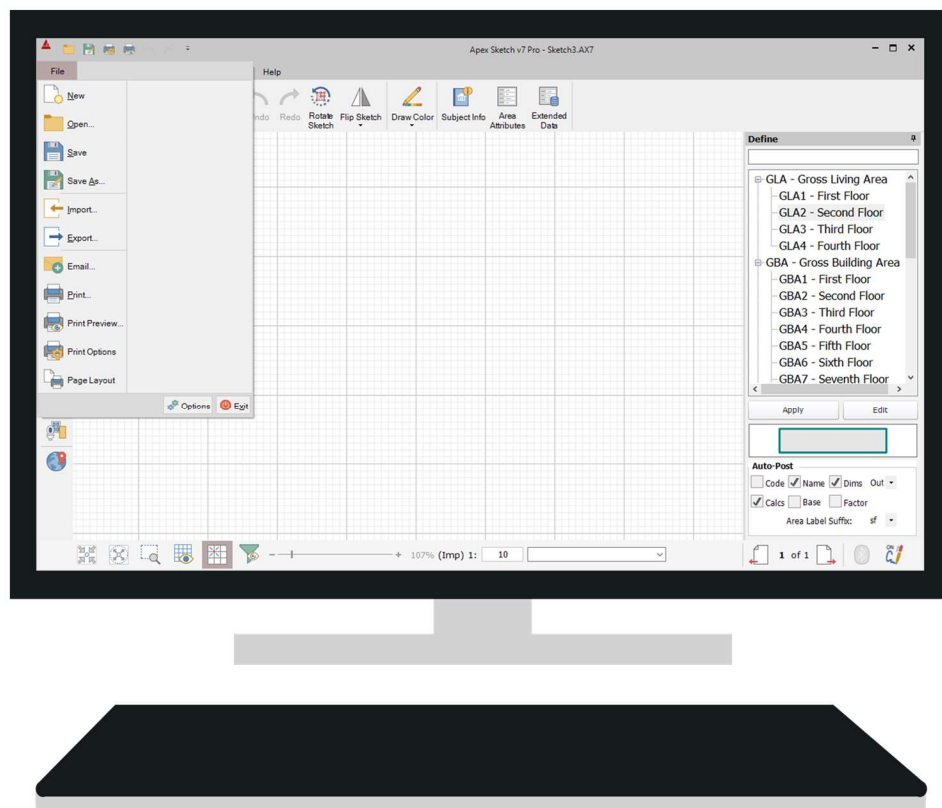 Apex Sketch v7 Pro - Sketch3.AX7
File
Help
New
Open...
Save
Save As...
Import...
Export...
Email...
Print...
Print Preview...
Print Options
Page Layout
Options
Exit
Redo
Rotate
Sketch
Flip Sketch
Draw Color
Subject Info
Area
Attributes
Extended
Data
Define
GLA - Gross Living Area
GLA1 - First Floor
GLA2 - Second Floor
GLA3 - Third Floor
GLA4 - Fourth Floor
GBA - Gross Building Area
GBA1 - First Floor
GBA2 - Second Floor
GBA3 - Third Floor
GBA4 - Fourth Floor
GBA5 - Fifth Floor
GBA6 - Sixth Floor
GBA7 - Seventh Floor
Apply Edit
Auto-Post
Code Name Dims Out
Calcs Base Factor
Area Label Suffix: sf
107% (Imp) 1: 10
1 of 1
ON